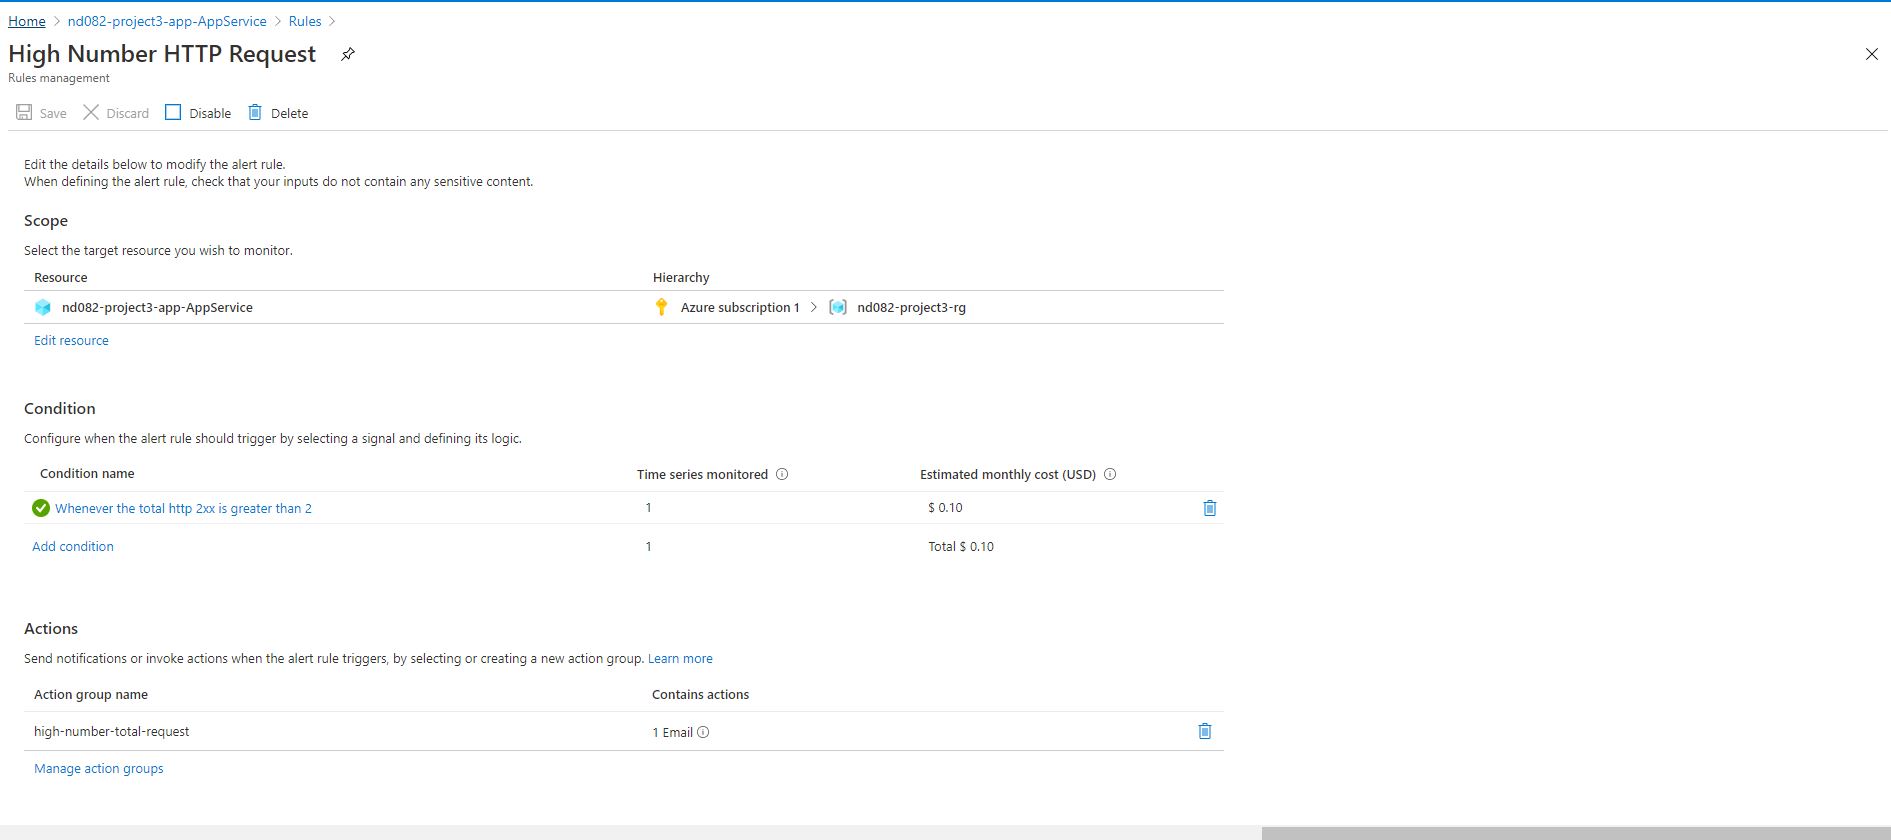 Home > nd082-project3-app-AppService > Rules >
High Number HTTP Request
Rules management
Save Discard Disable Delete
Edit the details below to modify the alert rule.
When defining the alert rule, check that your inputs do not contain any sensitive content.
Scope
Select the target resource you wish to monitor.
Resource Hierarchy
nd082-project3-app-AppService Azure subscription 1 > nd082-project3-rg
Edit resource
Condition
Configure when the alert rule should trigger by selecting a signal and defining its logic.
Condition name Time series monitored Estimated monthly cost (USD)
Whenever the total http 2xx is greater than 2 1 $ 0.10
Add condition 1 Total $ 0.10
Actions
Send notifications or invoke actions when the alert rule triggers, by selecting or creating a new action group. Learn more
Action group name Contains actions
high-number-total-request 1 Email
Manage action groups